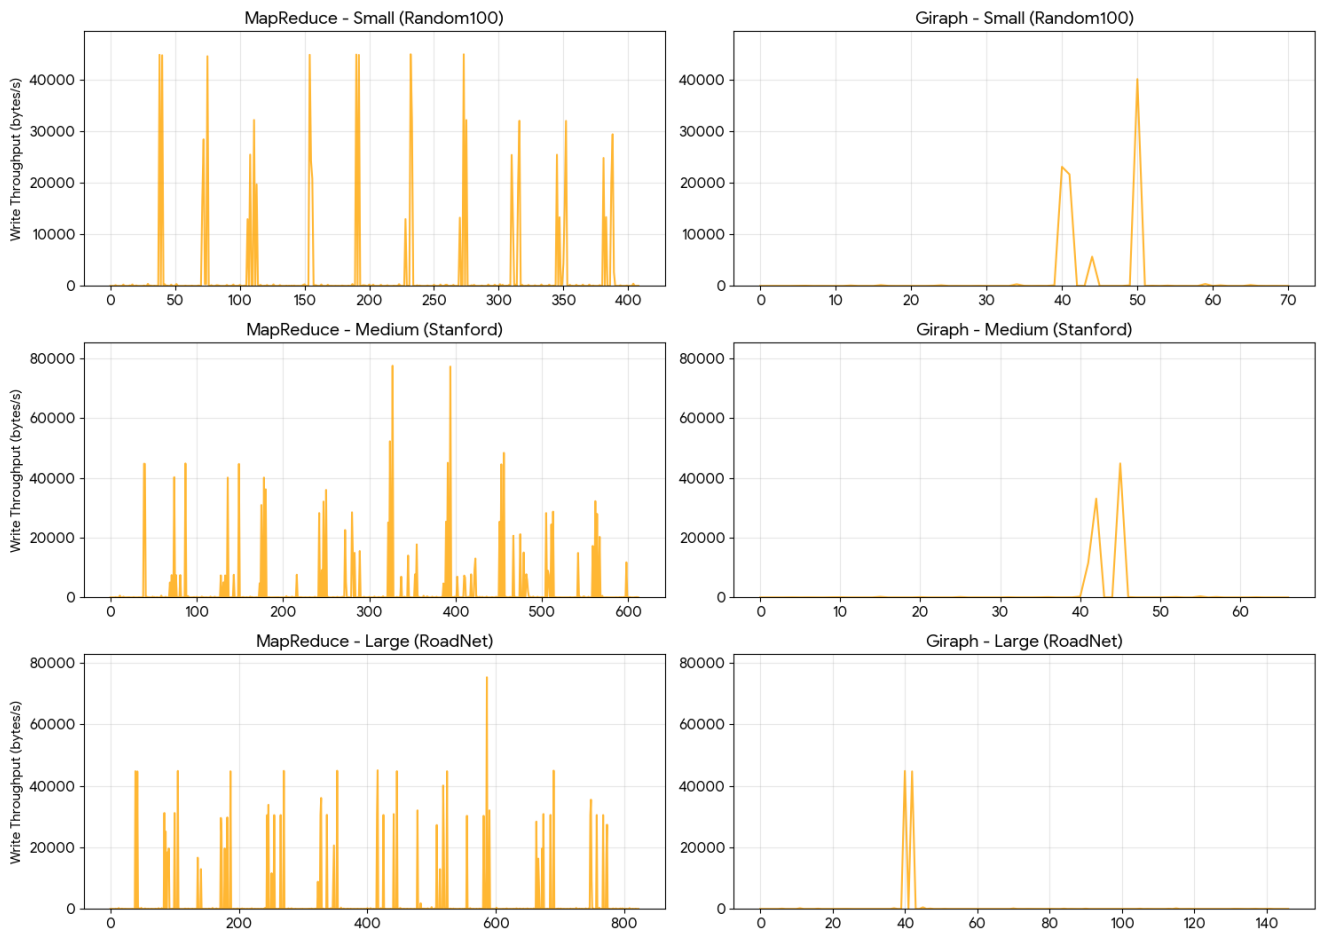 MapReduce - Small (Random100)
Write Throughput (bytes/s)
40000
30000
20000
10000
0
0 50 100 150 200 250 300 350 400
Giraph - Small (Random100)
40000
30000
20000
10000
0
0 10 20 30 40 50 60 70
MapReduce - Medium (Stanford)
Write Throughput (bytes/s)
80000
60000
40000
20000
0
0 100 200 300 400 500 600
Giraph - Medium (Stanford)
80000
60000
40000
20000
0
0 10 20 30 40 50 60
MapReduce - Large (RoadNet)
Write Throughput (bytes/s)
80000
60000
40000
20000
0
0 200 400 600 800
Giraph - Large (RoadNet)
80000
60000
40000
20000
0
0 20 40 60 80 100 120 140